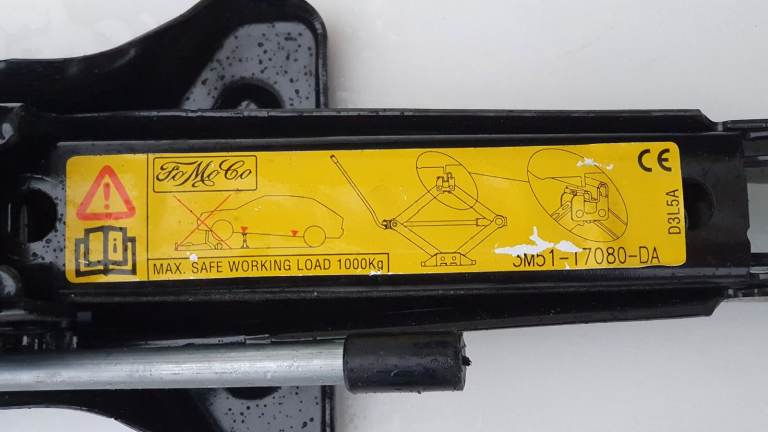 FoMoCo
MAX. SAFE WORKING LOAD 1000Kg
3M51-17080-DA
D3L5A
CE